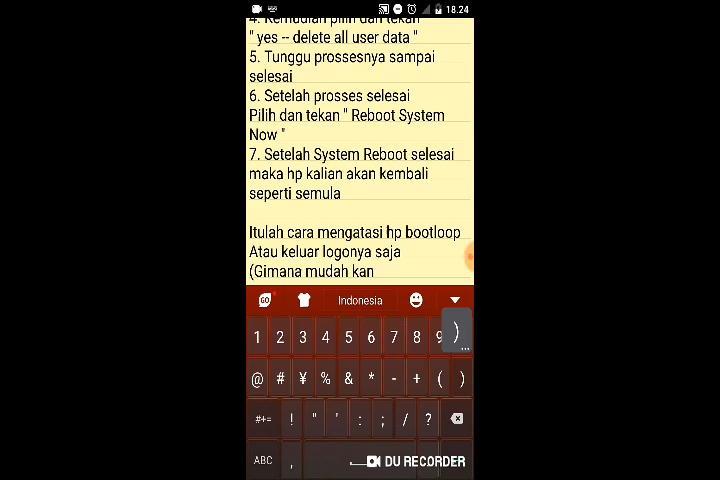 18.24
4. Kemudian pilih dan tekan
" yes -- delete all user data "
5. Tunggu prossesnya sampai
selesai
6. Setelah prosses selesai
Pilih dan tekan " Reboot System
Now "
7. Setelah System Reboot selesai
maka hp kalian akan kembali
seperti semula
Itulah cara mengatasi hp bootloop
Atau keluar logonya saja
(Gimana mudah kan
GO Indonesia
1 2 3 4 5 6 7 8 9 )
@ # ¥ % & * - + ( )
#+= ! " ' : ; / ?
ABC , . DU RECORDER